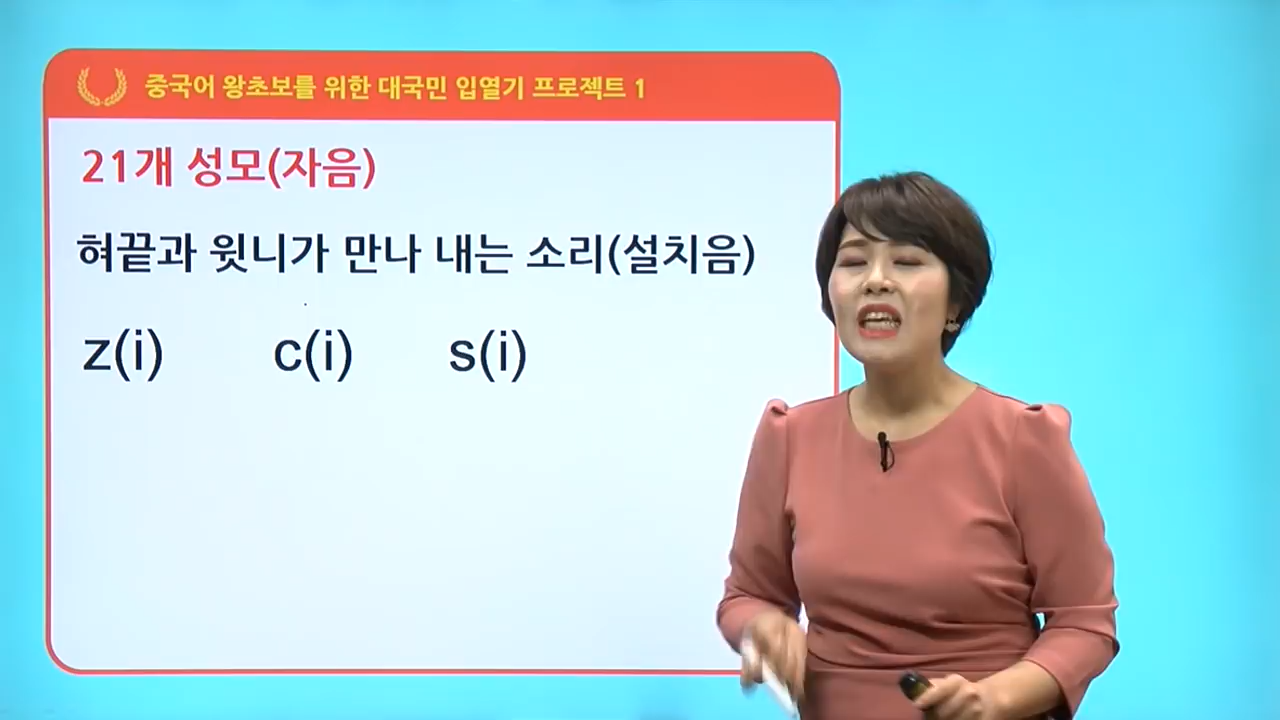 중국어 왕초보를 위한 대국민 입열기 프로젝트 1
21개 성모(자음)
혀끝과 윗니가 만나 내는 소리(설치음)
z(i) c(i) s(i)